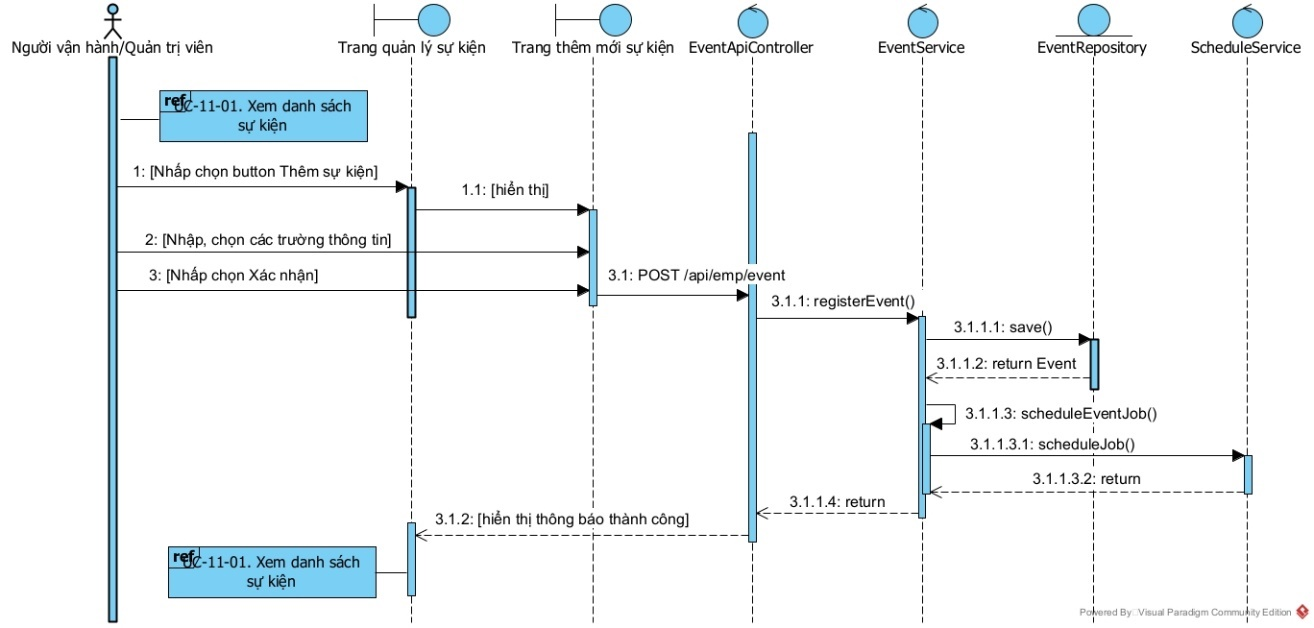 Người vận hành/Quản trị viên
Trang quản lý sự kiện
Trang thêm mới sự kiện
EventApiController
EventService
EventRepository
ScheduleService
ref
UC-11-01. Xem danh sách
sự kiện
1: [Nhấp chọn button Thêm sự kiện]
1.1: [hiển thị]
2: [Nhập, chọn các trường thông tin]
3: [Nhấp chọn Xác nhận]
3.1: POST /api/emp/event
3.1.1: registerEvent()
3.1.1.1: save()
3.1.1.2: return Event
3.1.1.3: scheduleEventJob()
3.1.1.3.1: scheduleJob()
3.1.1.3.2: return
3.1.1.4: return
3.1.2: [hiển thị thông báo thành công]
ref
UC-11-01. Xem danh sách
sự kiện
Powered By Visual Paradigm Community Edition